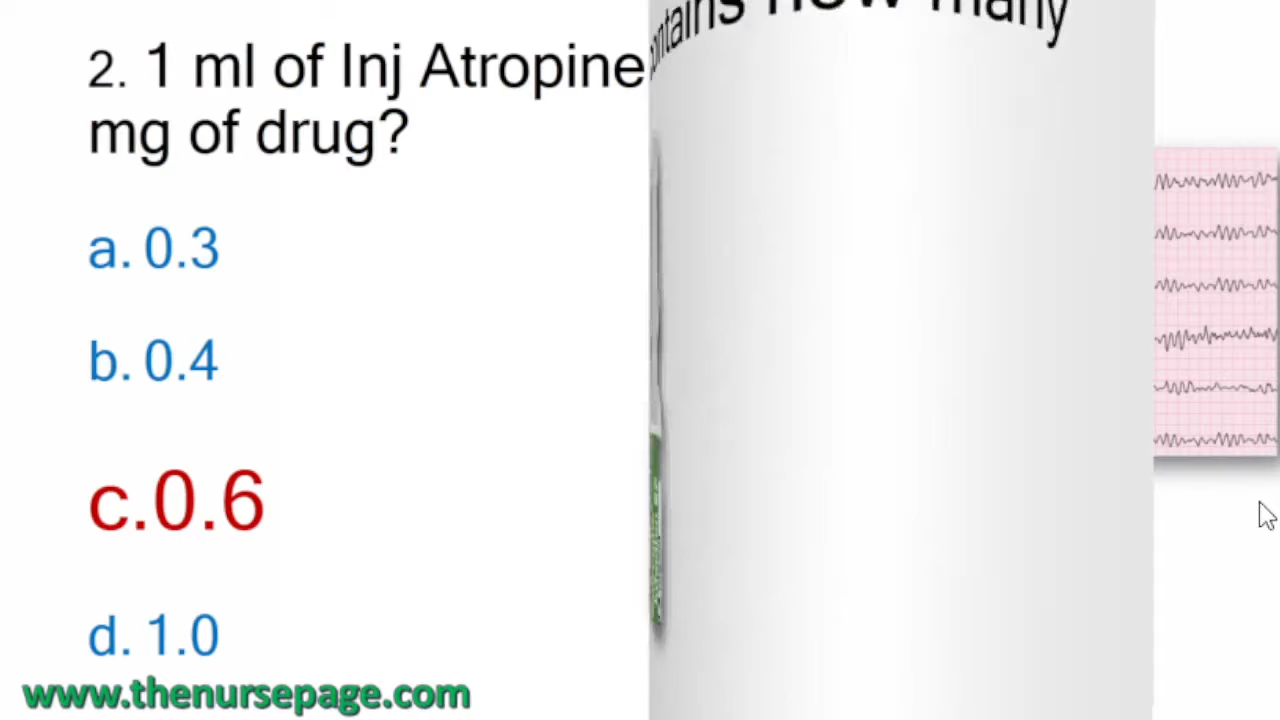 2. 1 ml of Inj Atropine contains how many
mg of drug?
a. 0.3
b. 0.4
c.0.6
d. 1.0
www.thenursepage.com